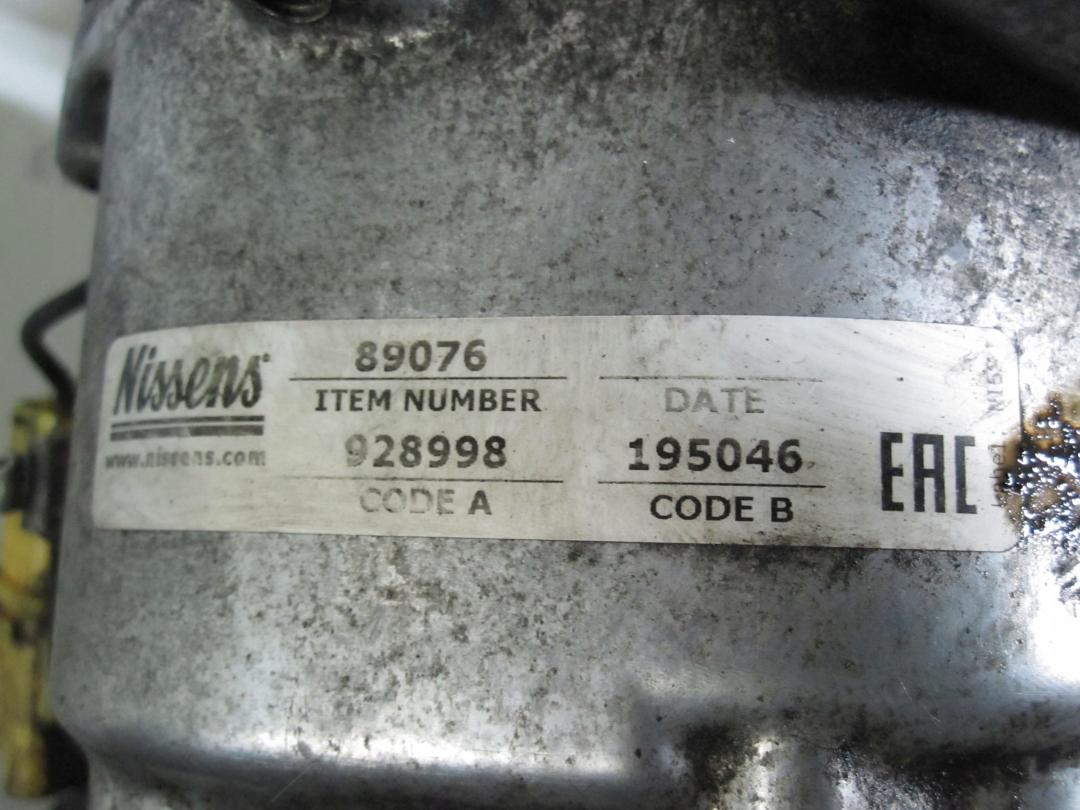 Nissens
www.nissens.com
89076
ITEM NUMBER
928998
CODE A
DATE
195046
CODE B
EAC